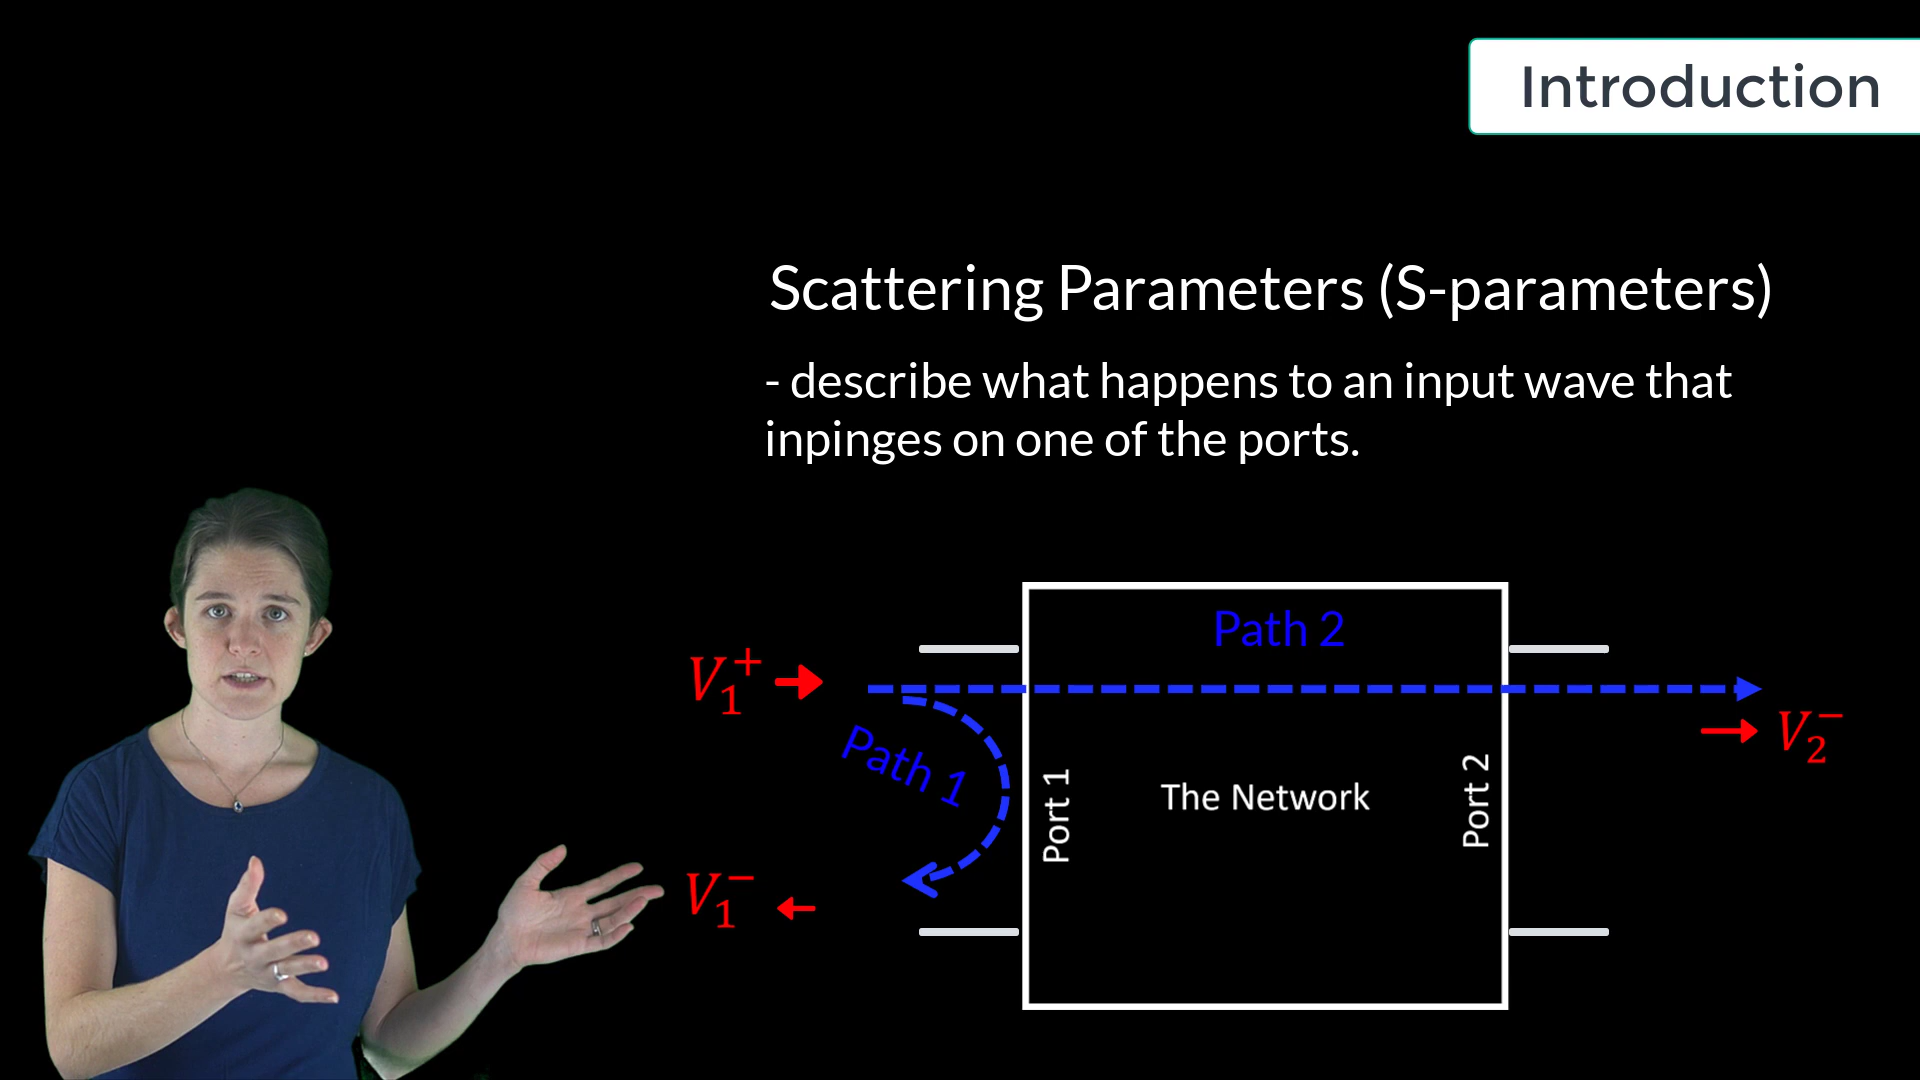 Introduction
Scattering Parameters (S-parameters)
- describe what happens to an input wave that
inpinges on one of the ports.
Path 2
V₁⁺
Path 1
Port 1
The Network
Port 2
V₂⁻
V₁⁻